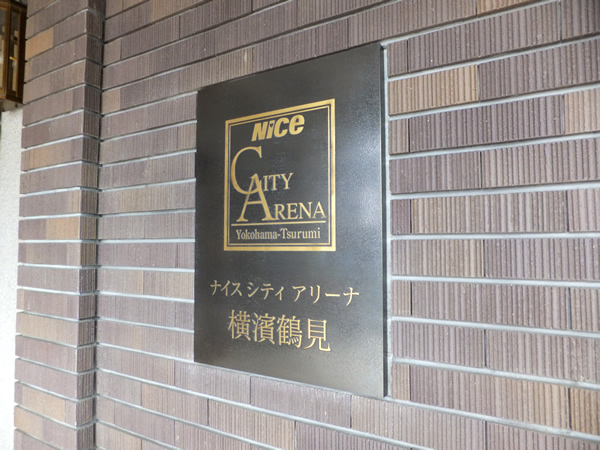 NiCe
CITY
ARENA
Yokohama-Tsurumi
ナイス シティ アリーナ
横濱鶴見